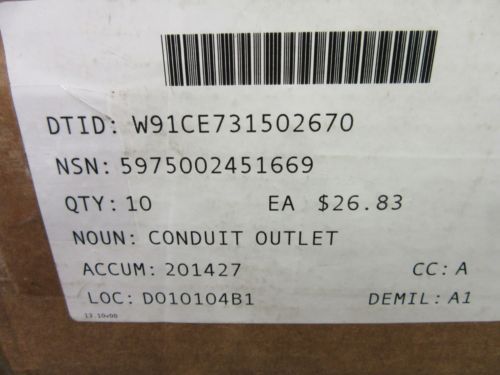 DTID: W91CE731502670
NSN: 5975002451669
QTY: 10 EA $26.83
NOUN: CONDUIT OUTLET
ACCUM: 201427 CC: A
LOC: D010104B1 DEMIL: A1